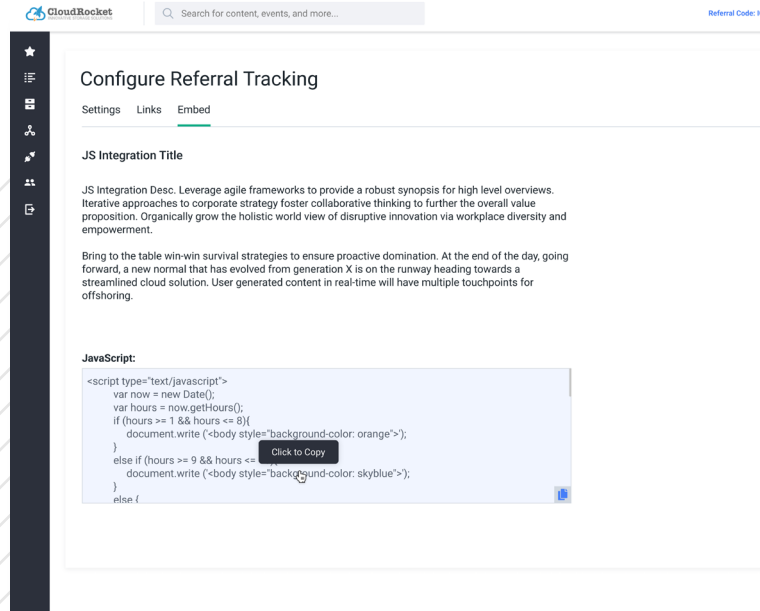 CloudRocket
INNOVATIVE STORAGE SOLUTIONS
Search for content, events, and more...
Referral Code:
Configure Referral Tracking
Settings Links Embed
JS Integration Title
JS Integration Desc. Leverage agile frameworks to provide a robust synopsis for high level overviews.
Iterative approaches to corporate strategy foster collaborative thinking to further the overall value
proposition. Organically grow the holistic world view of disruptive innovation via workplace diversity and
empowerment.
Bring to the table win-win survival strategies to ensure proactive domination. At the end of the day, going
forward, a new normal that has evolved from generation X is on the runway heading towards a
streamlined cloud solution. User generated content in real-time will have multiple touchpoints for
offshoring.
JavaScript:
<script type="text/javascript">
var now = new Date();
var hours = now.getHours();
if (hours >= 1 && hours <= 8){
document.write ('<body style="background-color: orange">');
}
Click to Copy
else if (hours >= 9 && hours <=
document.write ('<body style="background-color: skyblue">');
}
else {